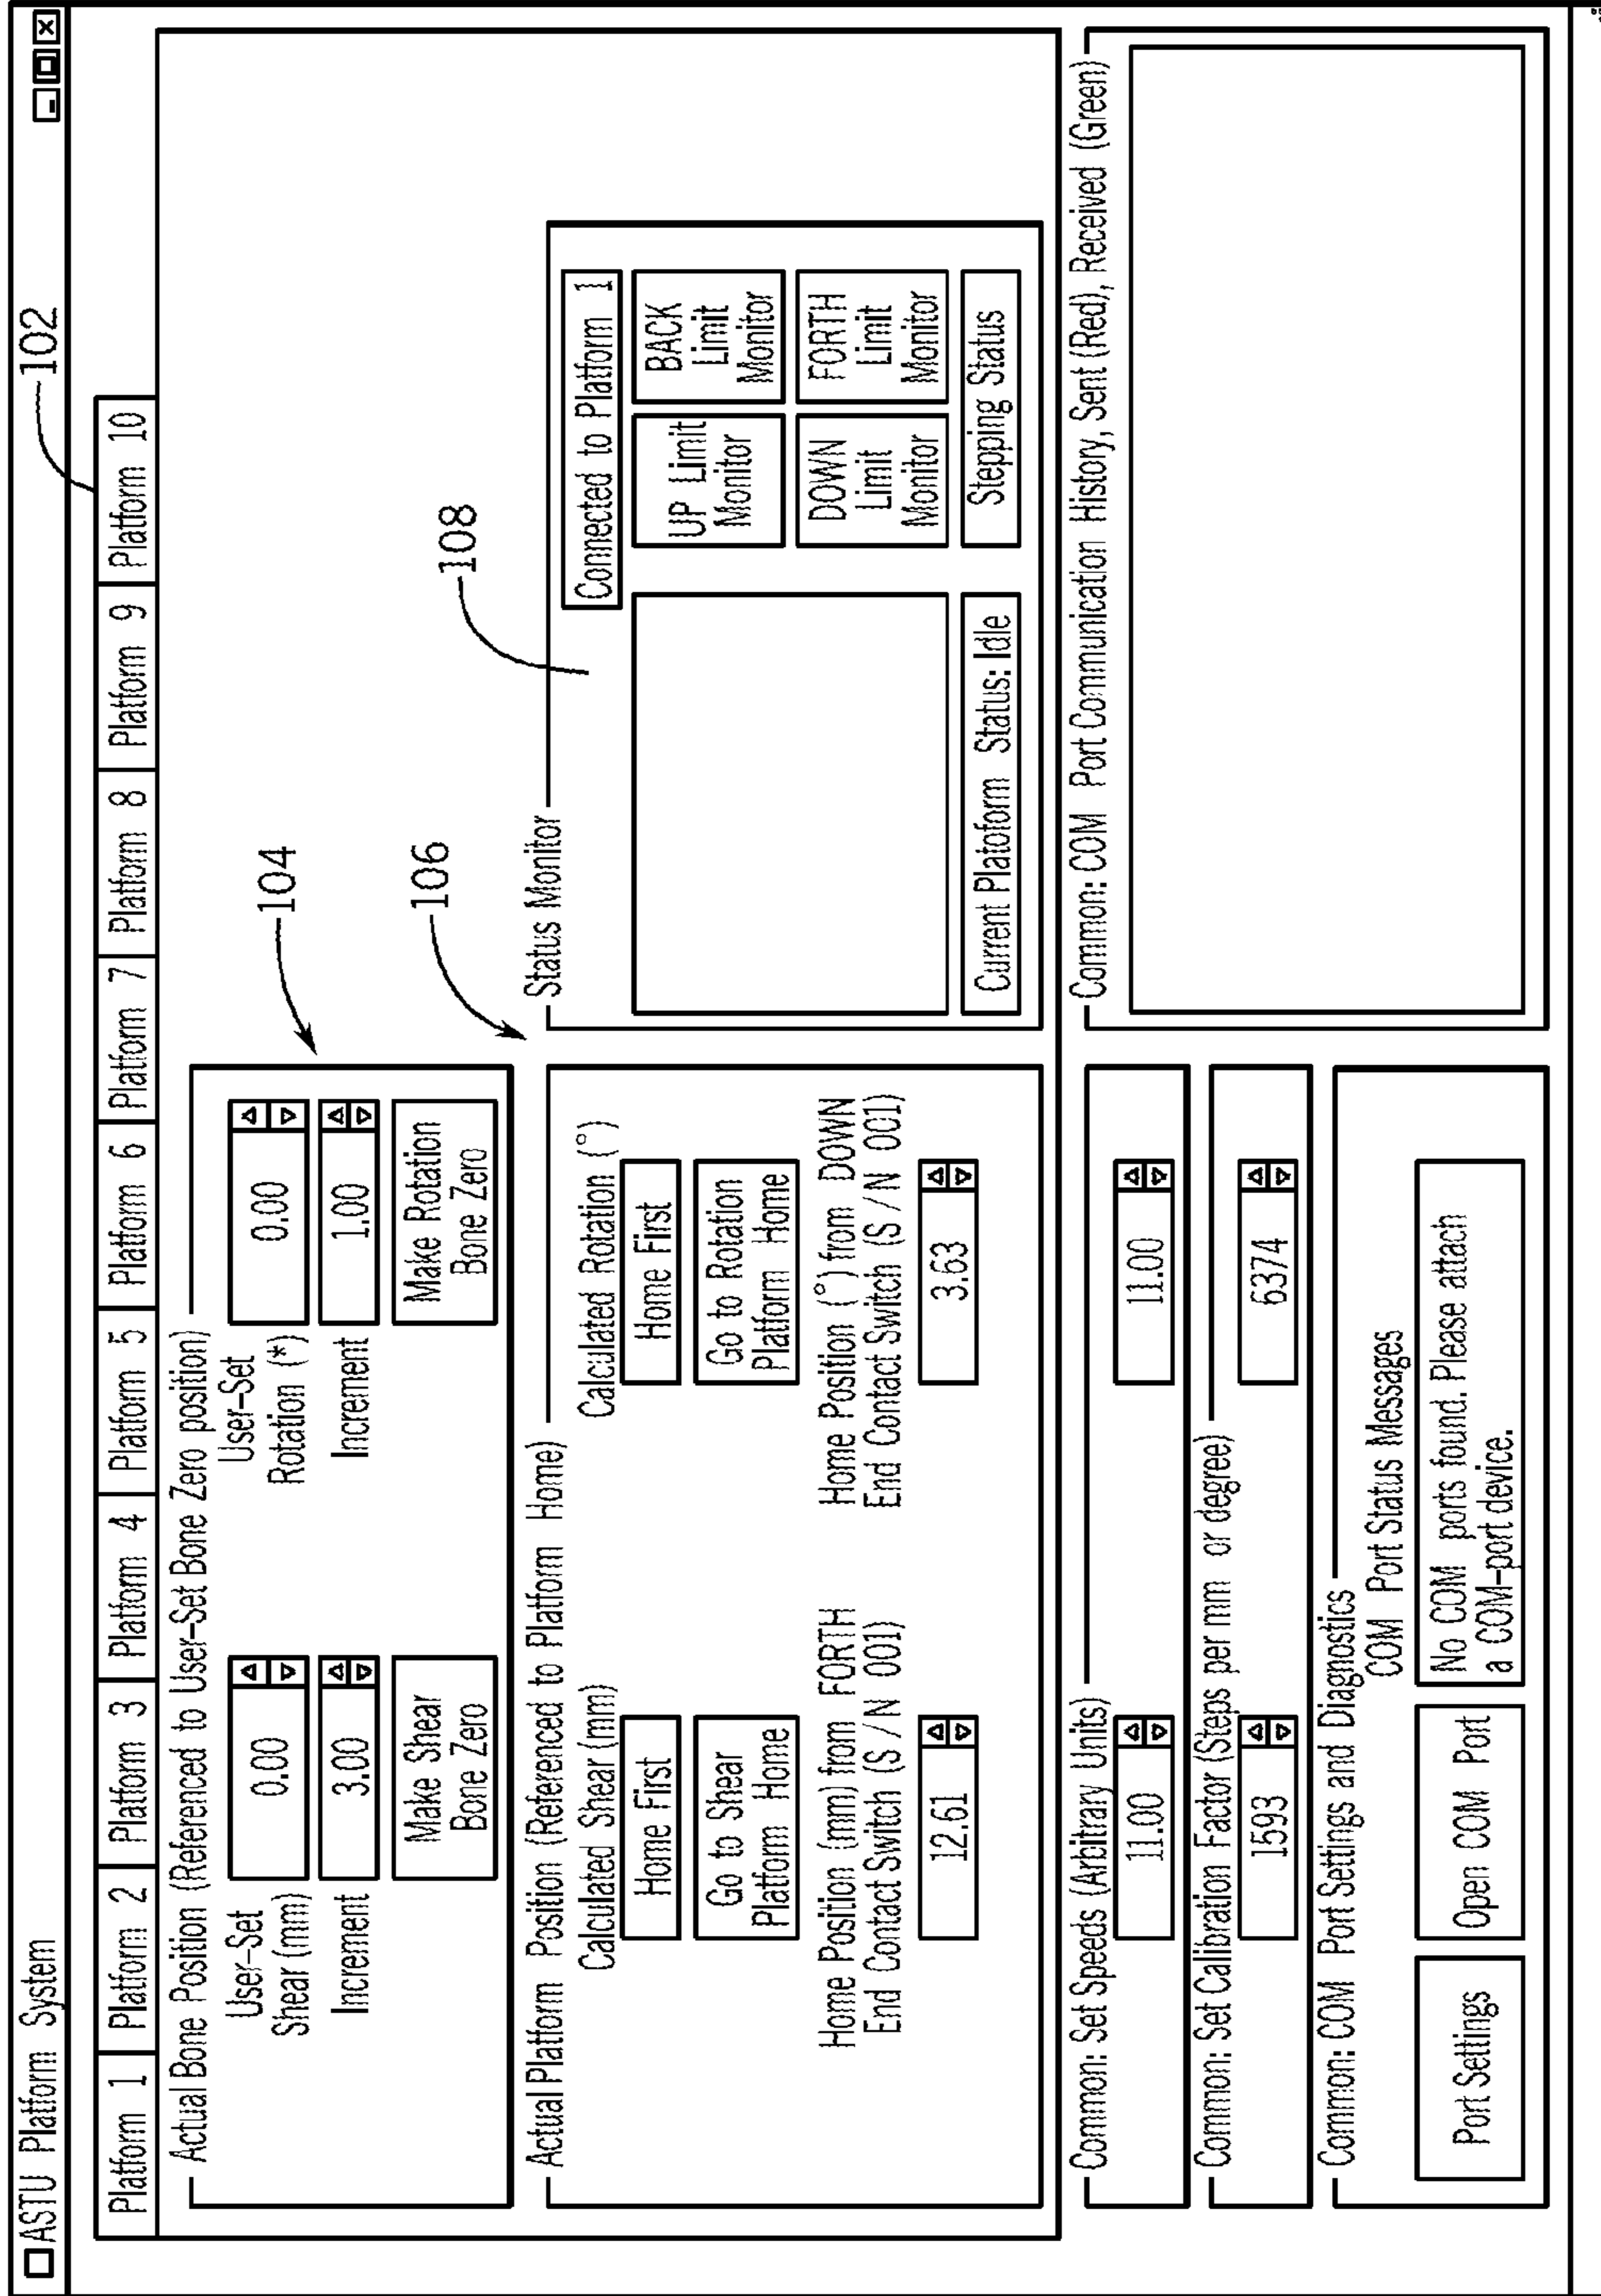 ASTU Platform System
102
Platform 1 Platform 2 Platform 3 Platform 4 Platform 5 Platform 6 Platform 7 Platform 8 Platform 9 Platform 10
Actual Bone Position (Referenced to User-Set Bone Zero position)
User-Set
Shear (mm)
0.00
Increment
3.00
Make Shear
Bone Zero
User-Set
Rotation (*)
0.00
Increment
1.00
Make Rotation
Bone Zero
104
106
Actual Platform Position (Referenced to Platform Home)
Calculated Shear (mm)
Home First
Go to Shear
Platform Home
Home Position (mm) from FORTH
End Contact Switch (S/N 001)
12.61
Calculated Rotation (°)
Home First
Go to Rotation
Platform Home
Home Position (°) from DOWN
End Contact Switch (S/N 001)
3.63
Status Monitor
108
Connected to Platform 1
UP Limit
Monitor
BACK
Limit
Monitor
DOWN
Limit
Monitor
FORTH
Limit
Monitor
Current Platoform Status: Idle
Stepping Status
Common: Set Speeds (Arbitrary Units)
11.00
11.00
Common: Set Calibration Factor (Steps per mm or degree)
1593
6374
Common: COM Port Settings and Diagnostics
COM Port Status Messages
Port Settings
Open COM Port
No COM ports found. Please attach
a COM-port device.
Common: COM Port Communication History, Sent (Red), Received (Green)